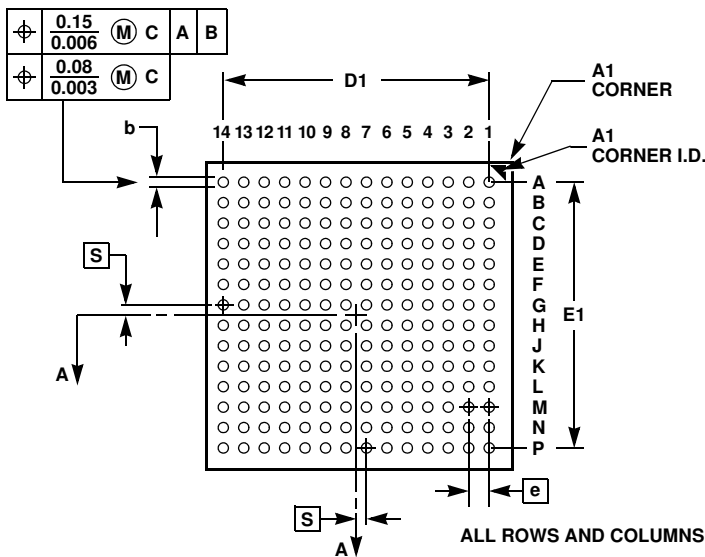 0.15
0.006 Ⓜ C A B
0.08
0.003 Ⓜ C
D1
A1
CORNER
b
14 13 12 11 10 9 8 7 6 5 4 3 2 1
A1
CORNER I.D.
A
B
C
D
E
F
G
H
J
K
L
M
N
P
S
E1
A
e
S
A
ALL ROWS AND COLUMNS